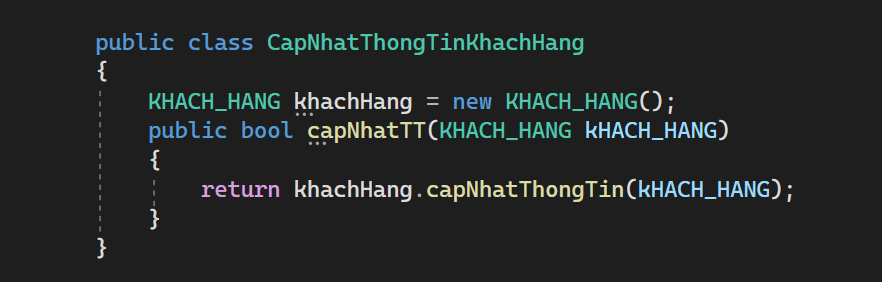 public class CapNhatThongTinKhachHang
{
KHACH_HANG khachHang = new KHACH_HANG();
public bool capNhatTT(KHACH_HANG kHACH_HANG)
{
return khachHang.capNhatThongTin(kHACH_HANG);
}
}